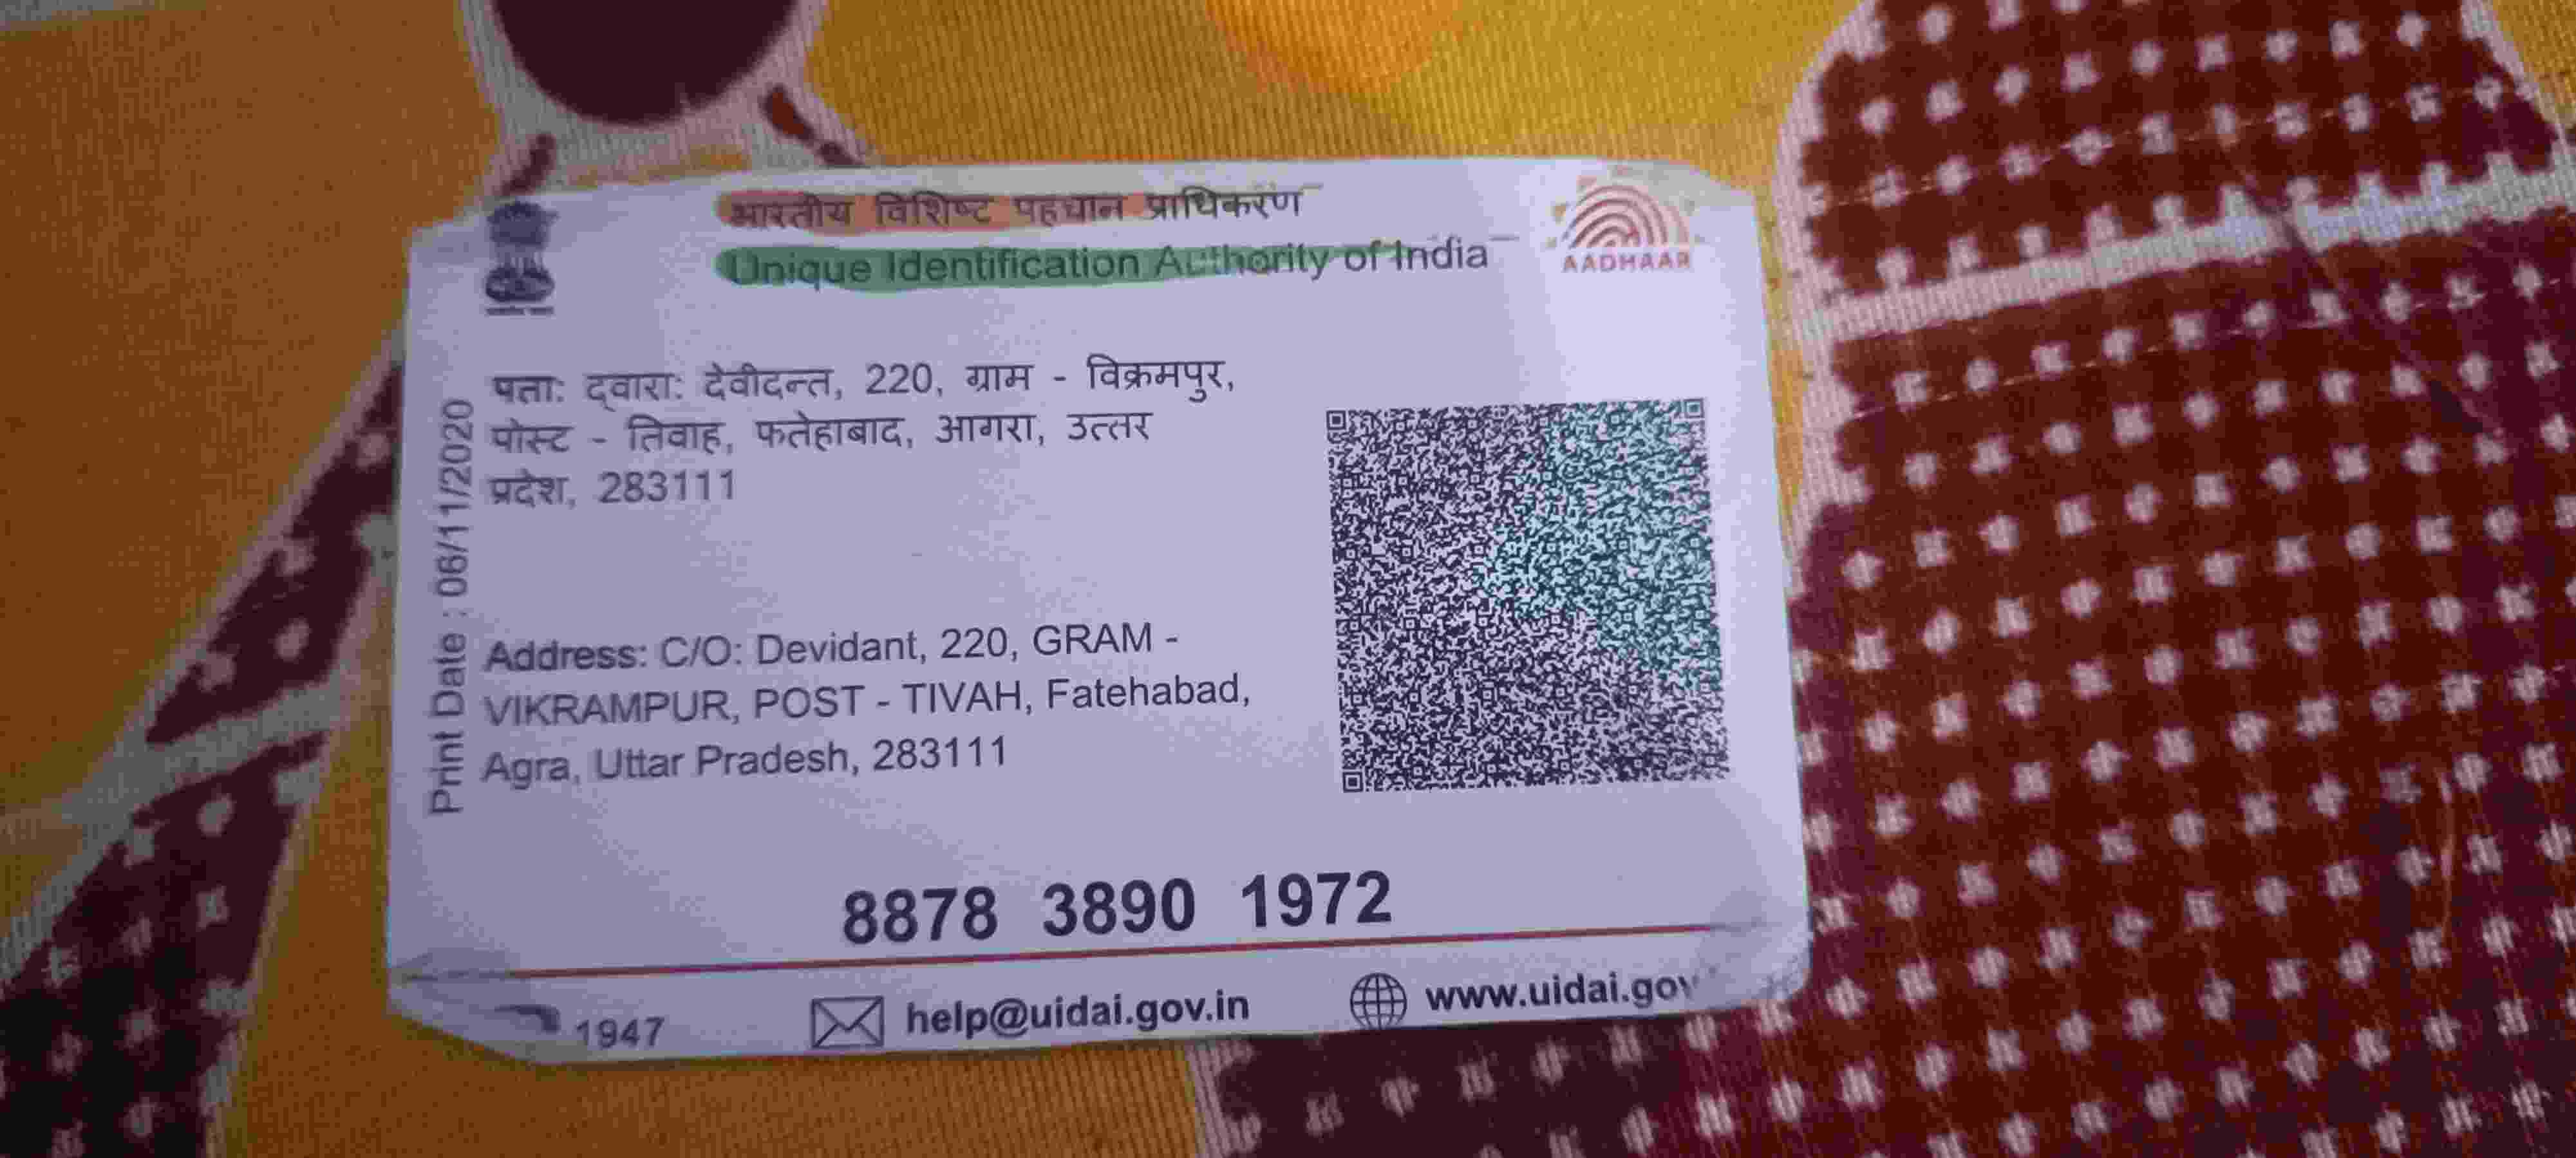 भारतीय विशिष्ट पहचान प्राधिकरण
Unique Identification Authority of India
AADHAAR
पता: द्वारा: देवीदन्त, 220, ग्राम - विक्रमपुर,
पोस्ट - तिवाह, फतेहाबाद, आगरा, उत्तर
प्रदेश, 283111
Print Date : 06/11/2020
Address: C/O: Devidant, 220, GRAM -
VIKRAMPUR, POST - TIVAH, Fatehabad,
Agra, Uttar Pradesh, 283111
8878 3890 1972
1947 help@uidai.gov.in www.uidai.gov